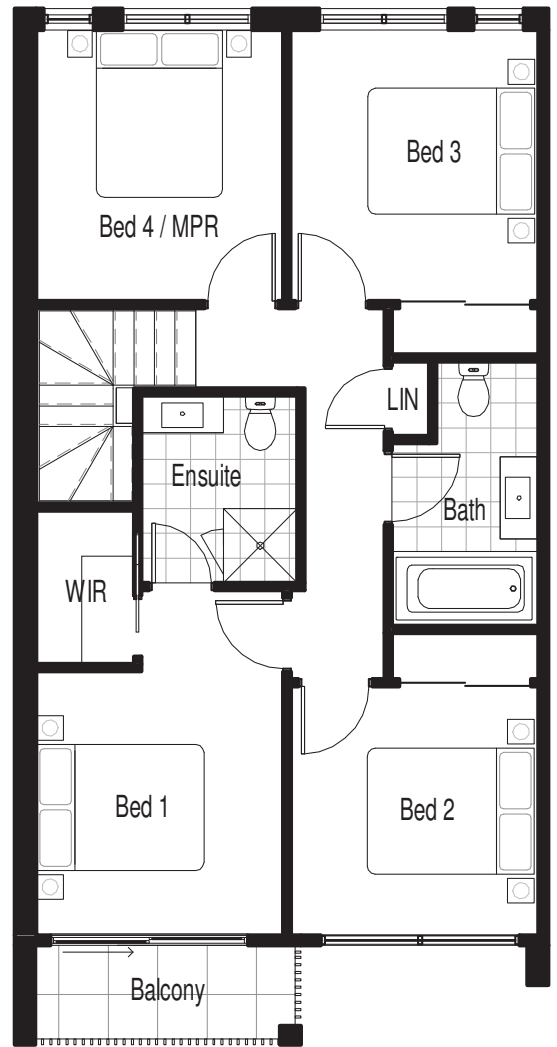 Bed 3
Bed 4 / MPR
LIN
Ensuite
Bath
WIR
Bed 1
Bed 2
Balcony